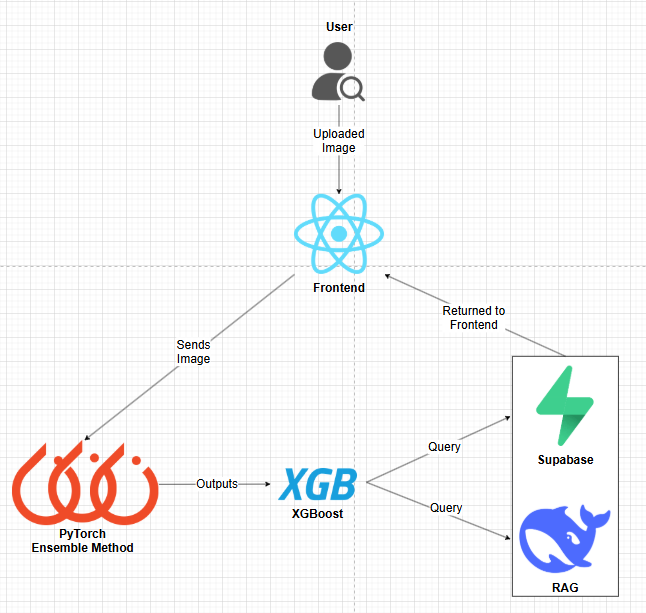 User
Uploaded
Image
Frontend
Returned to
Frontend
Sends
Image
Supabase
Query
XGB
Outputs
Query
XGBoost
PyTorch
Ensemble Method
RAG